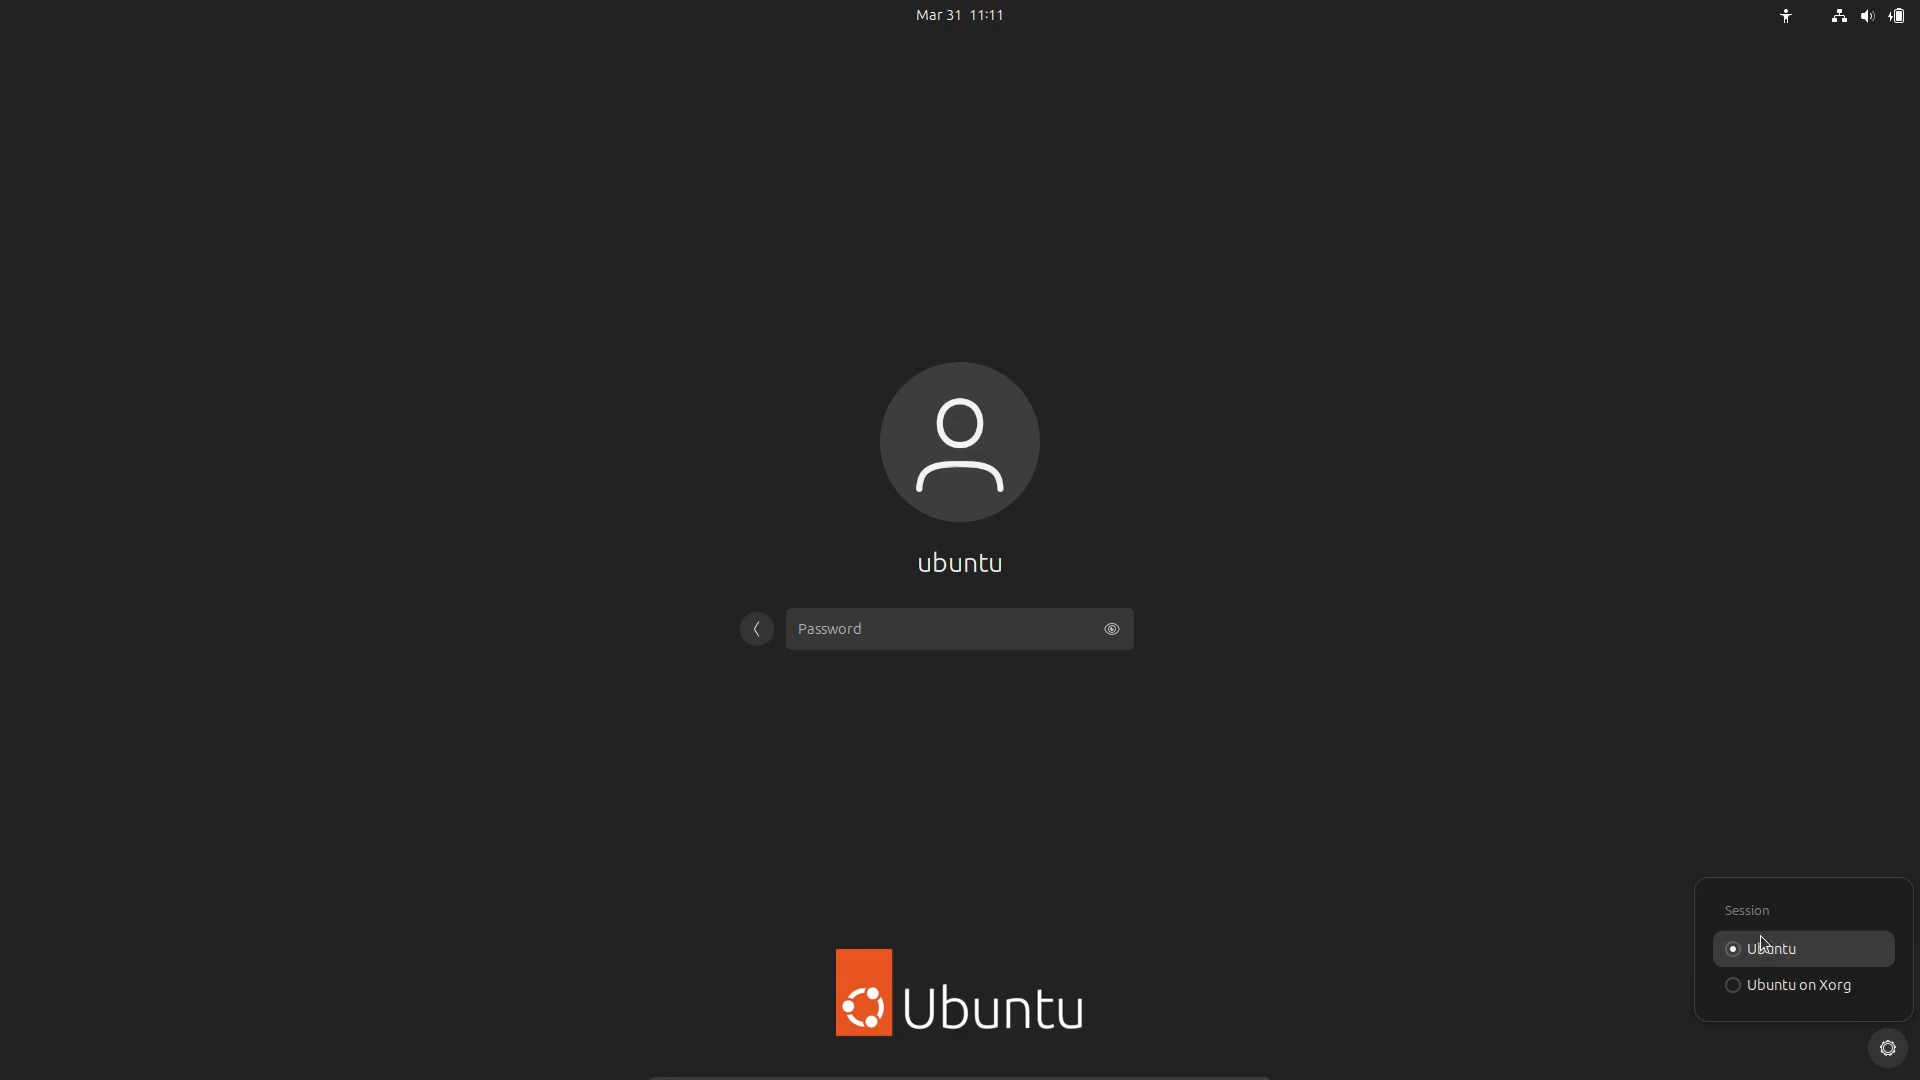 Mar 31 11:11
ubuntu
Password
Session
Ubuntu
Ubuntu on Xorg
Ubuntu